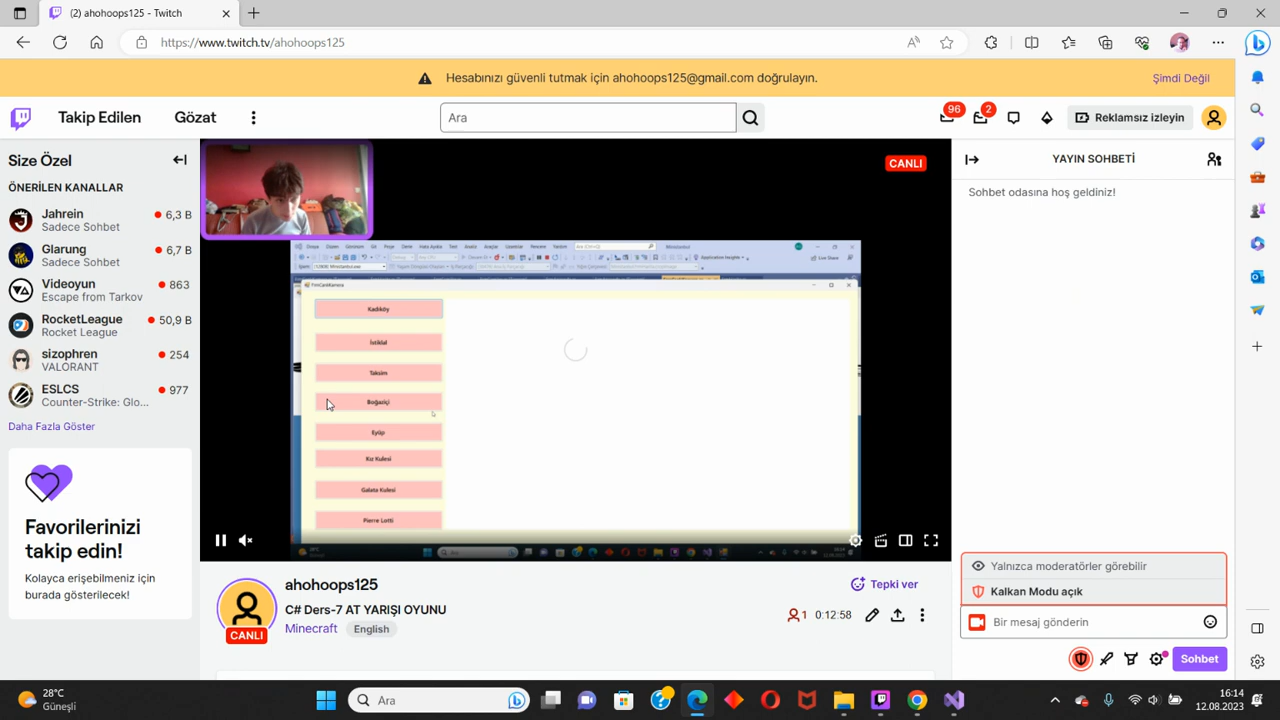 (2) ahohoops125 - Twitch
https://www.twitch.tv/ahohoops125
Hesabınızı güvenli tutmak için ahohoops125@gmail.com doğrulayın.
Şimdi Değil
Takip Edilen
Gözat
Ara
96
2
Reklamsız izleyin
Size Özel
ÖNERİLEN KANALLAR
Jahrein
6,3 B
Sadece Sohbet
Glarung
6,7 B
Sadece Sohbet
Videoyun
863
Escape from Tarkov
RocketLeague
50,9 B
Rocket League
sizophren
254
VALORANT
ESLCS
977
Counter-Strike: Glo...
Daha Fazla Göster
Favorilerinizi
takip edin!
Kolayca erişebilmeniz için
burada gösterilecek!
CANLI
Kadıköy
İstiklal
Taksim
Boğaziçi
Eyüp
Kız Kulesi
Galata Kulesi
Pierre Lotti
CANLI
ahohoops125
Tepki ver
C# Ders-7 AT YARIŞI OYUNU
1
0:12:58
Minecraft
English
YAYIN SOHBETİ
Sohbet odasına hoş geldiniz!
Yalnızca moderatörler görebilir
Kalkan Modu açık
Bir mesaj gönderin
Sohbet
28°C
Güneşli
Ara
16:14
12.08.2023